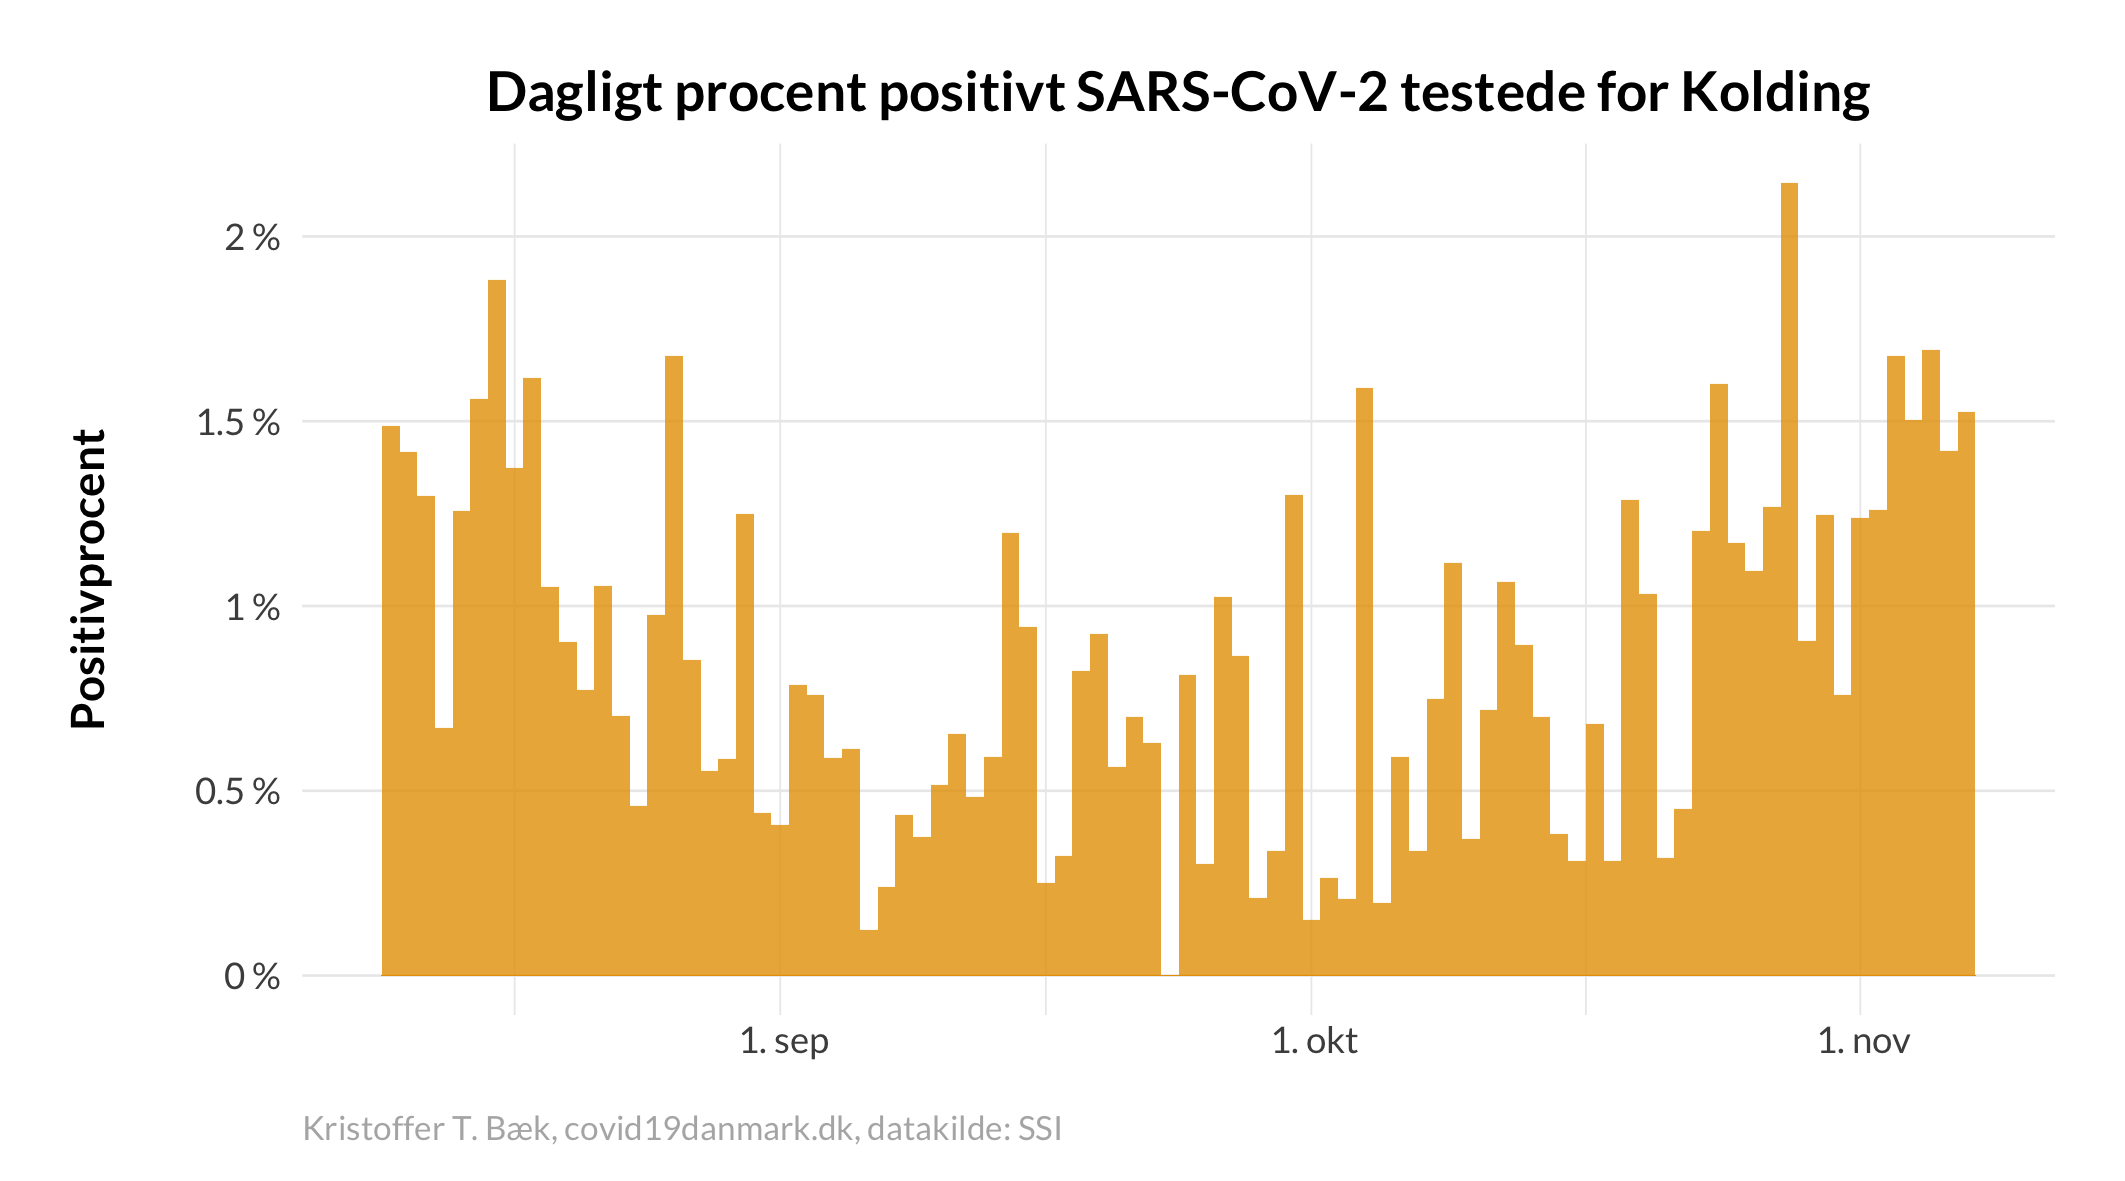 Dagligt procent positivt SARS-CoV-2 testede for Kolding
Positivprocent
2 %
1.5 %
1 %
0.5 %
0 %
1. sep
1. okt
1. nov
Kristoffer T. Bæk, covid19danmark.dk, datakilde: SSI